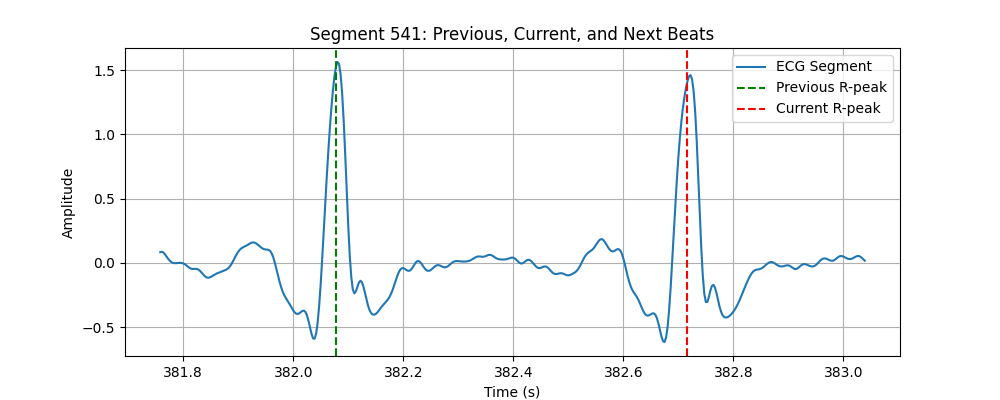 Segment 541: Previous, Current, and Next Beats
ECG Segment
Previous R-peak
Current R-peak
Amplitude
1.5
1.0
0.5
0.0
−0.5
381.8 382.0 382.2 382.4 382.6 382.8 383.0
Time (s)